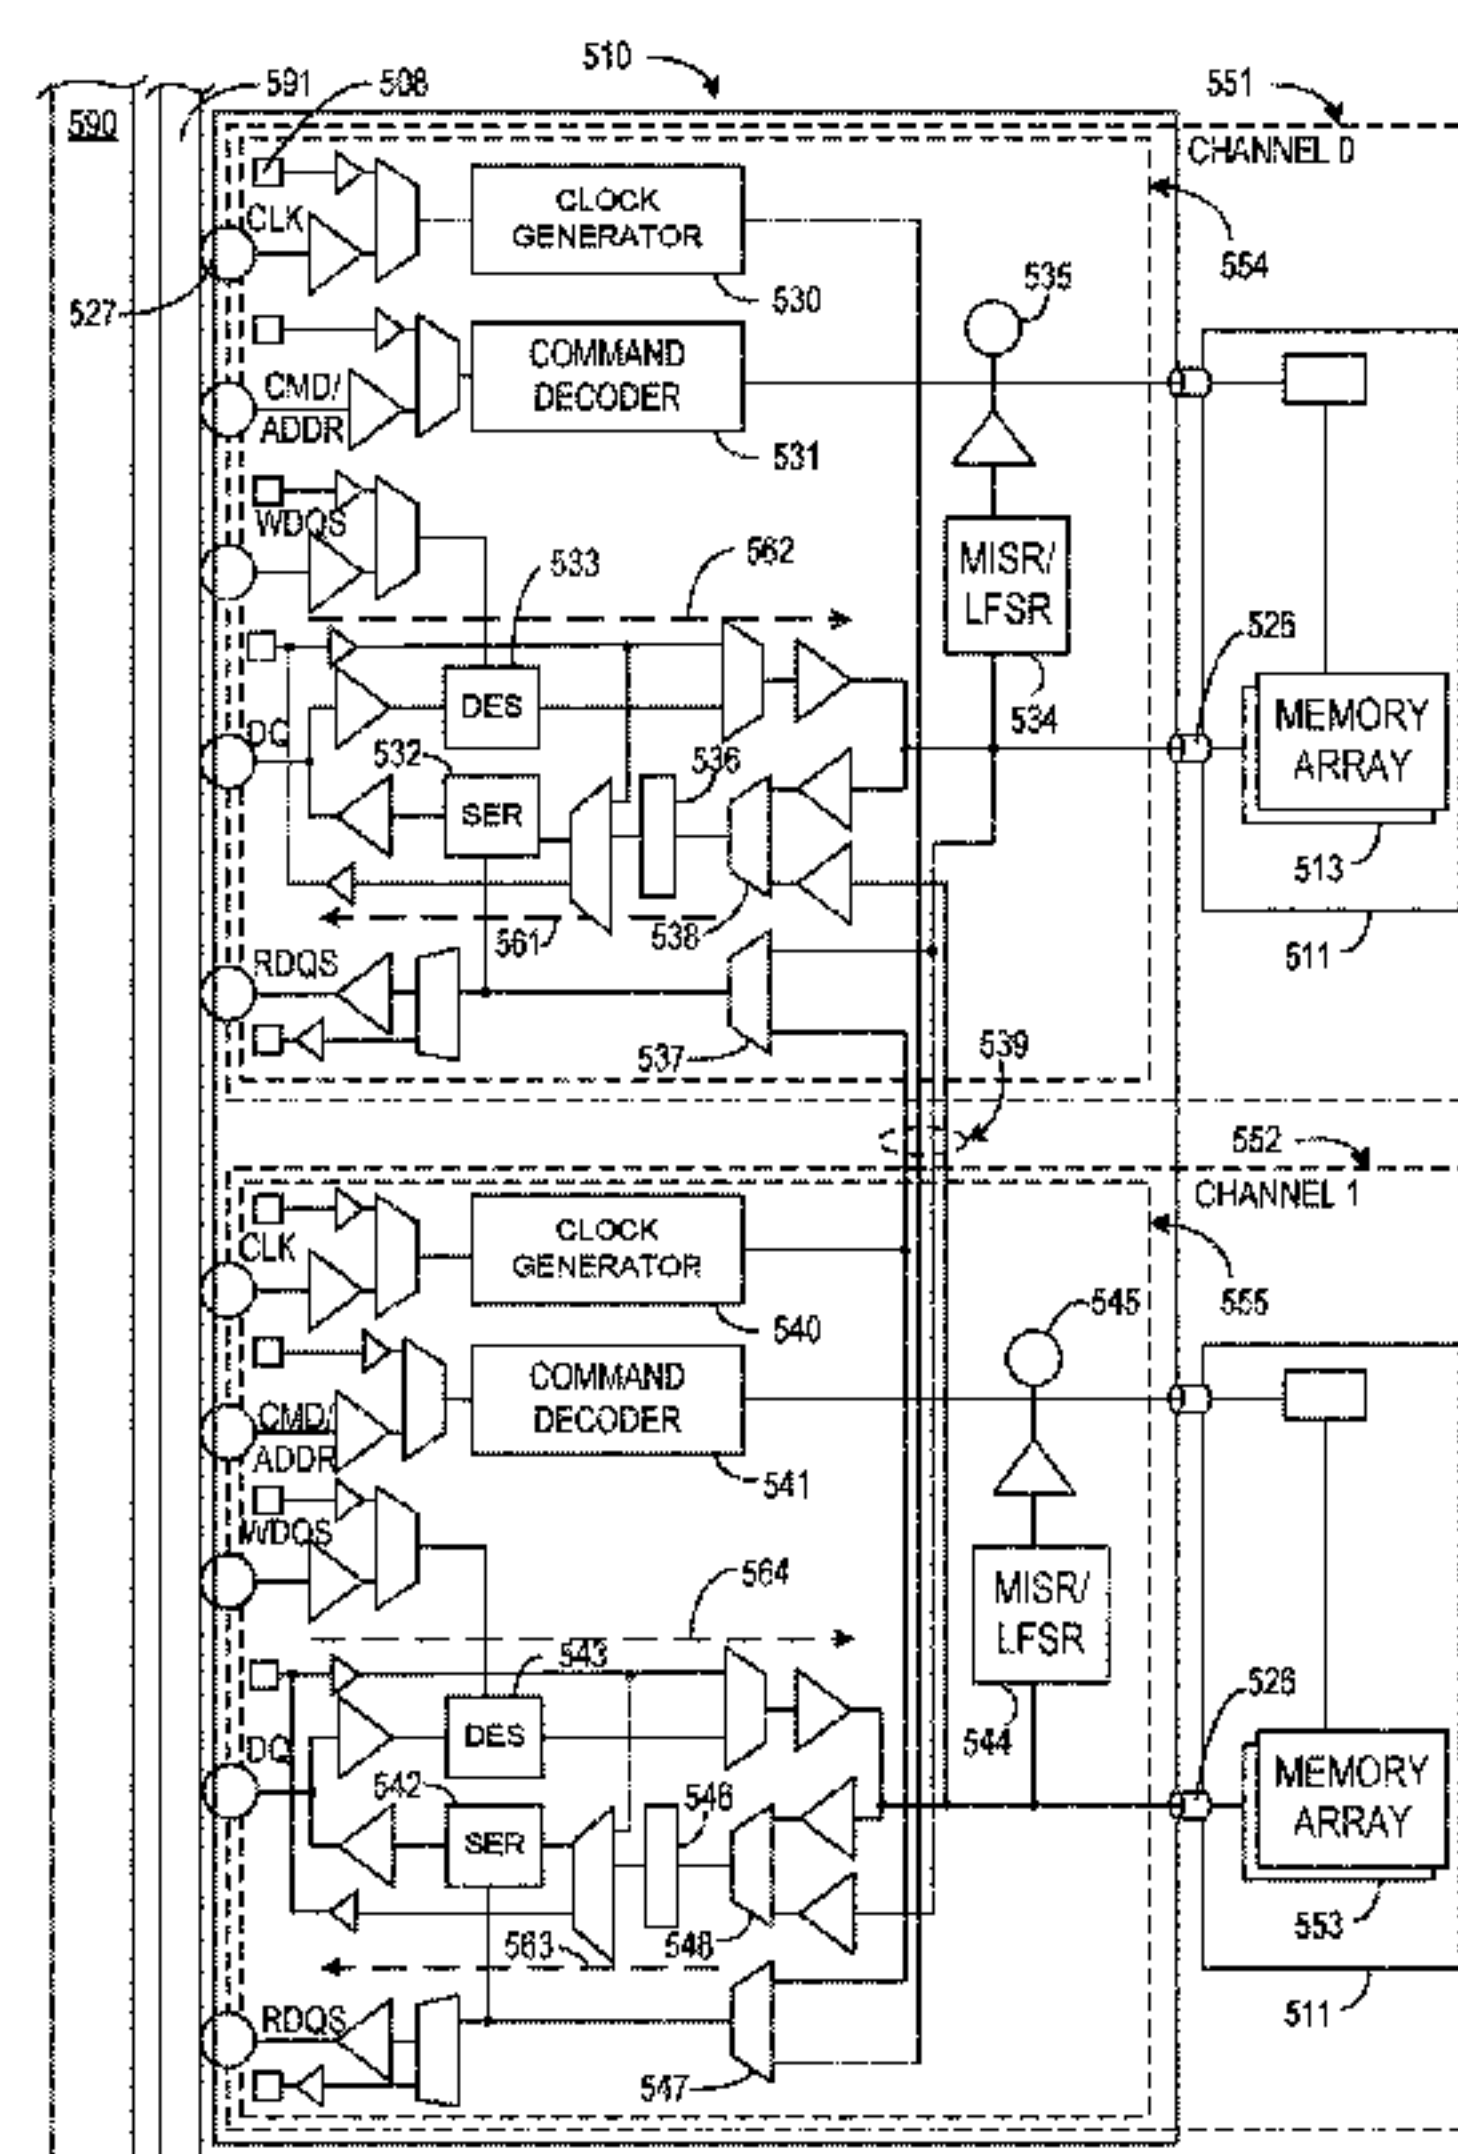 510
591
508
551
590
CHANNEL 0
CLK
CLOCK
GENERATOR
554
527
530
535
CMD/
ADDR
COMMAND
DECODER
531
WDQS
533
562
MISR/
LFSR
526
DES
534
DQ
532
536
MEMORY
ARRAY
SER
513
561
538
511
RDQS
537
539
552
CHANNEL 1
CLK
CLOCK
GENERATOR
545
555
540
COMMAND
DECODER
CMD/
ADDR
541
WDQS
564
MISR/
LFSR
543
526
DES
544
DQ
542
546
MEMORY
ARRAY
SER
553
563
548
511
RDQS
547